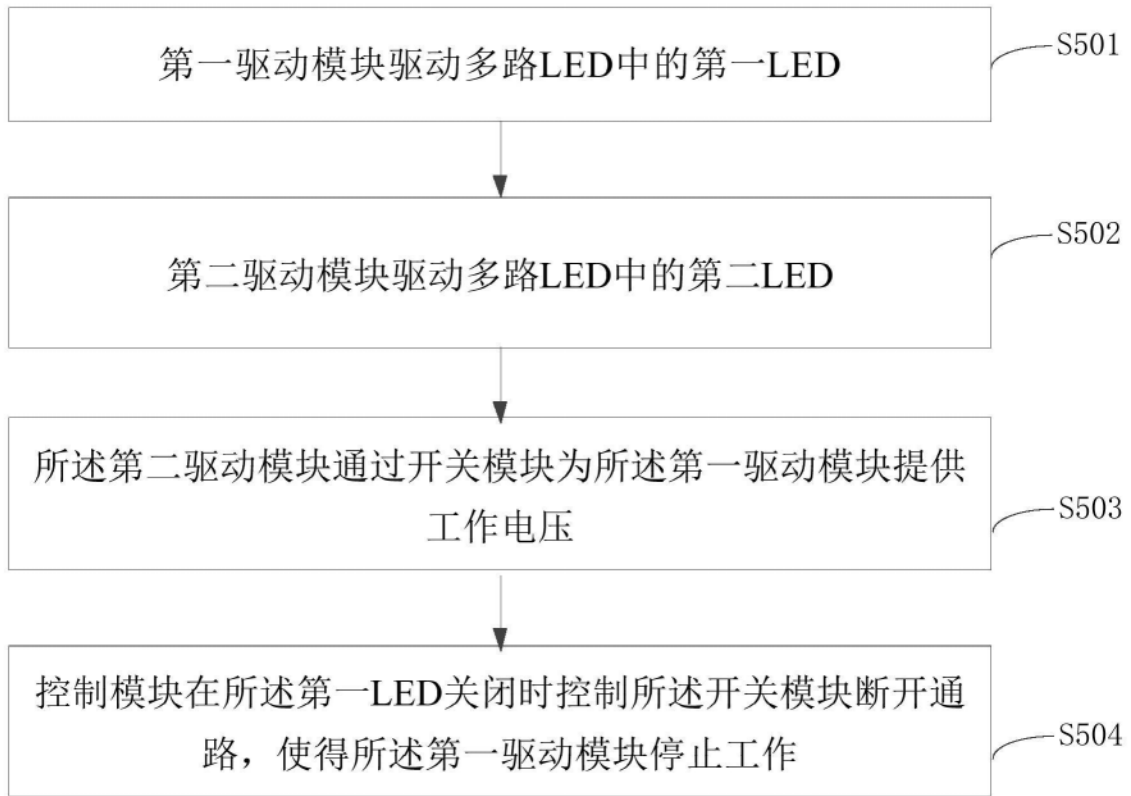 第一驱动模块驱动多路LED中的第一LED
S501
第二驱动模块驱动多路LED中的第二LED
S502
所述第二驱动模块通过开关模块为所述第一驱动模块提供
工作电压
S503
控制模块在所述第一LED关闭时控制所述开关模块断开通
路，使得所述第一驱动模块停止工作
S504